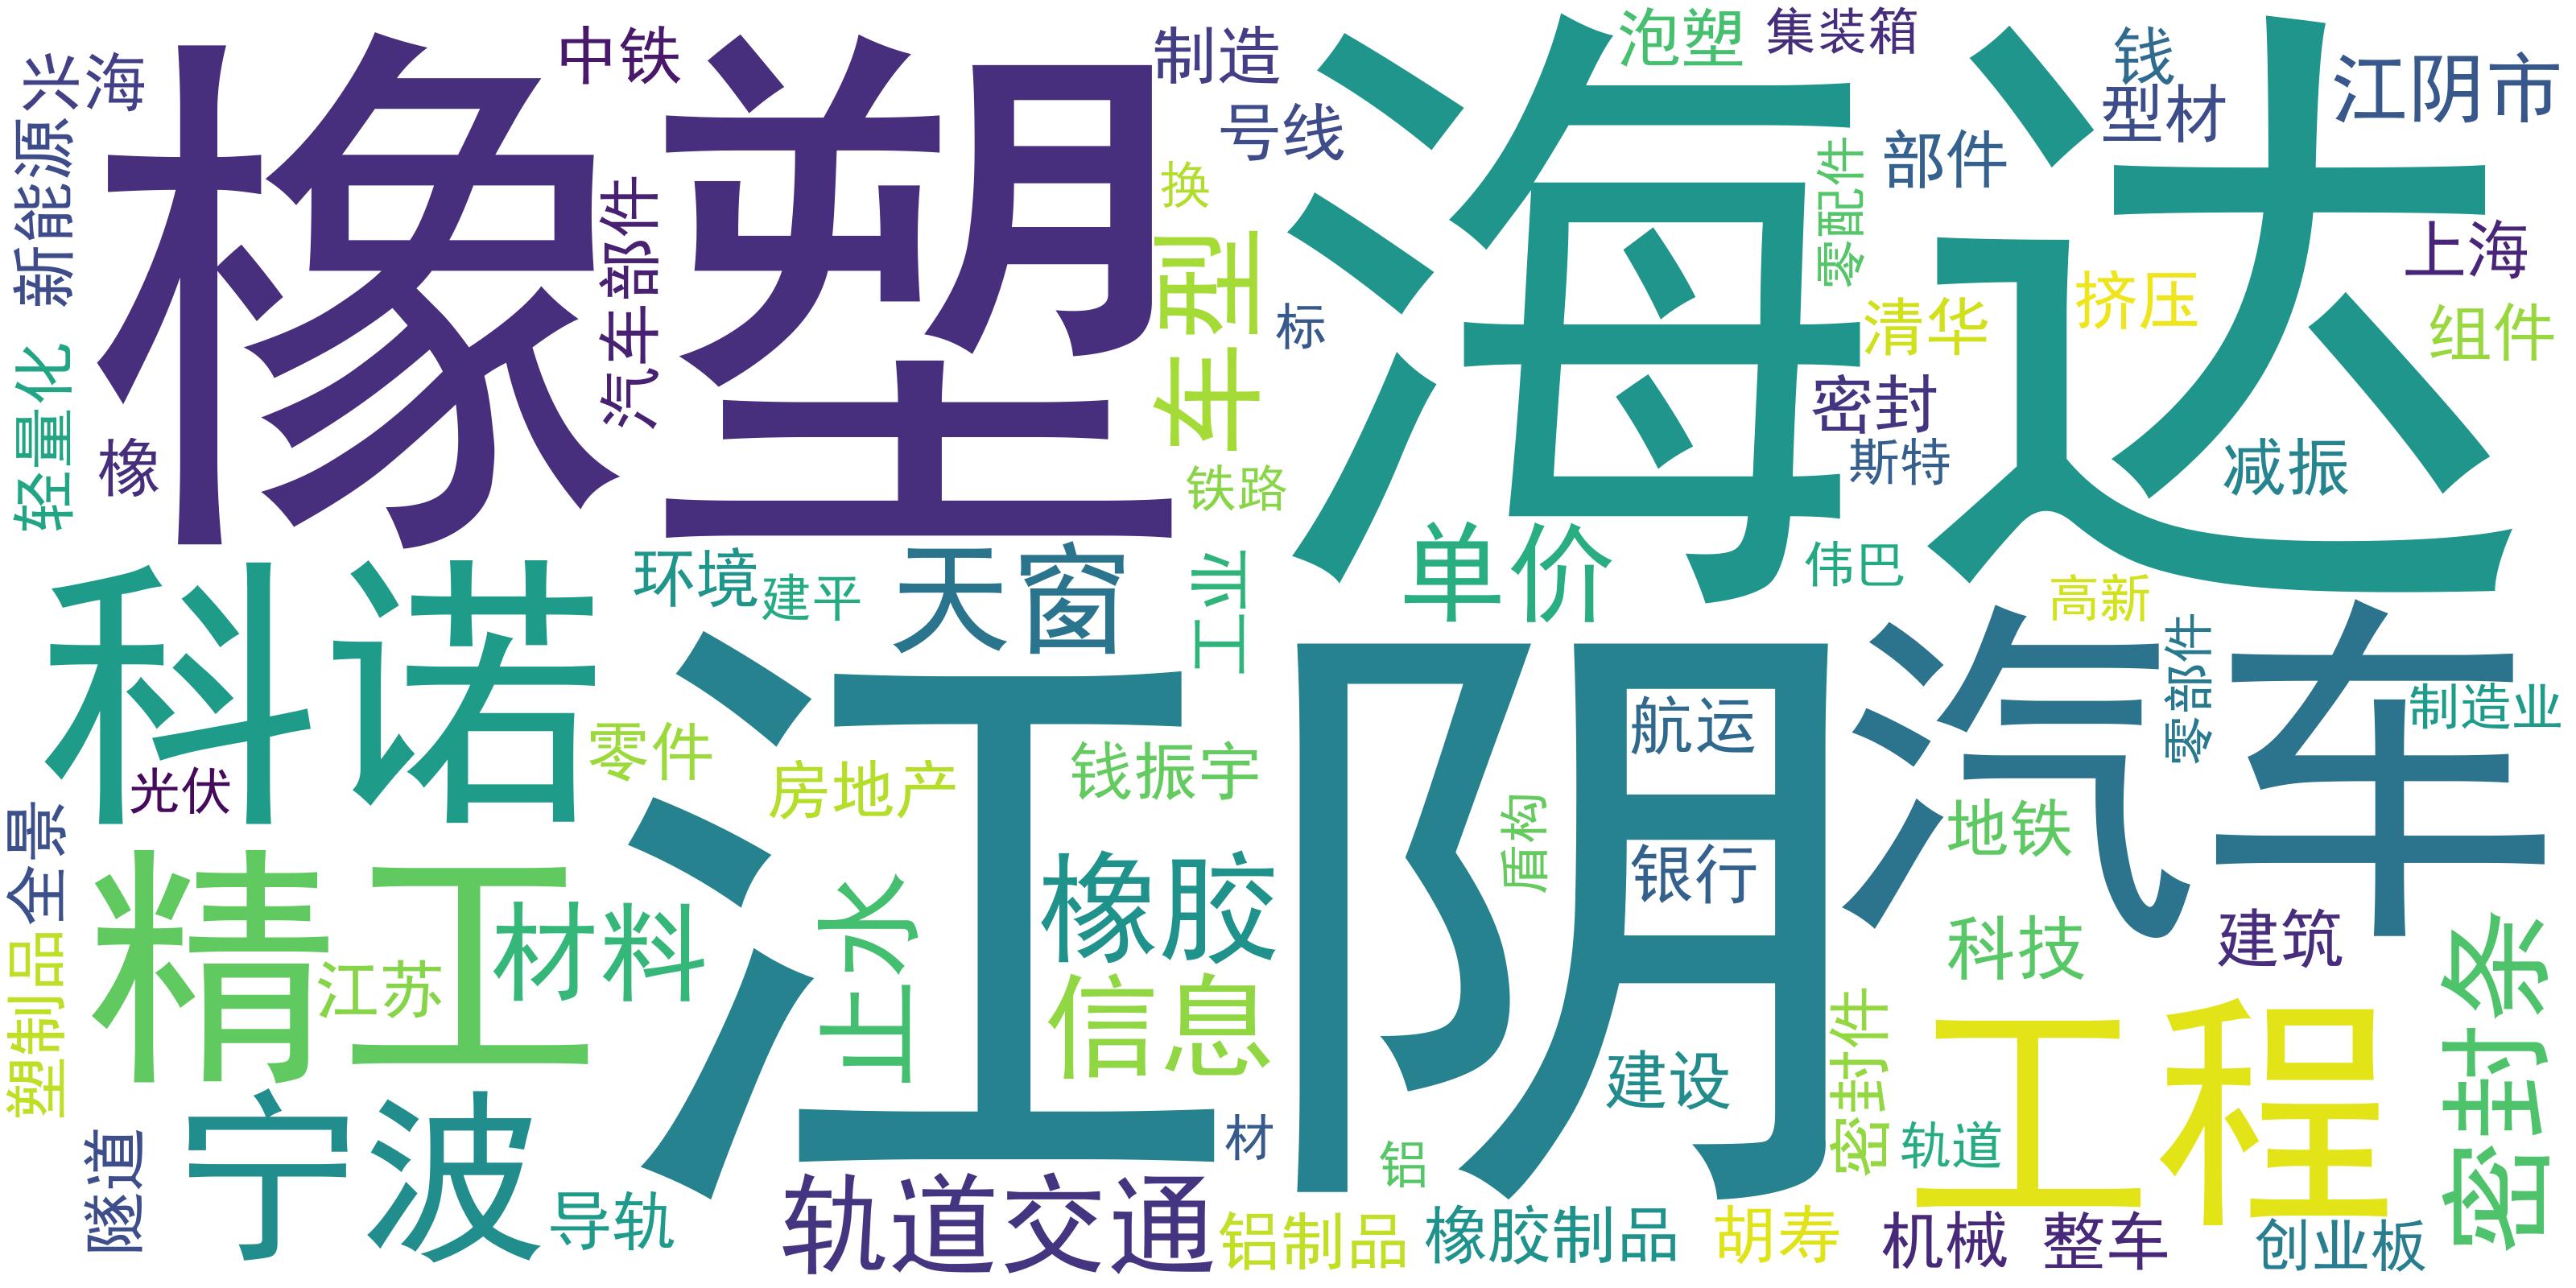 兴海
中铁
制造
泡塑
集装箱
钱
型材
江阴市
新能源
橡塑
汽车部件
号线
海达
部件
换
零配件
车型
标
上海
清华
挤压
组件
轻量化
橡
铁路
密封
斯特
减振
科诺
环境
建平
天窗
工业
单价
伟巴
高新
零部件
光伏
零件
房地产
钱振宇
江阴
航运
汽车
制造业
全景
精工
材料
止水
橡胶
盾构
银行
地铁
塑制品
江苏
信息
科技
建筑
密封条
宁波
建设
密封件
工程
隧道
导轨
轨道交通
材
铝
轨道
铝制品
橡胶制品
胡寿
机械
整车
创业板